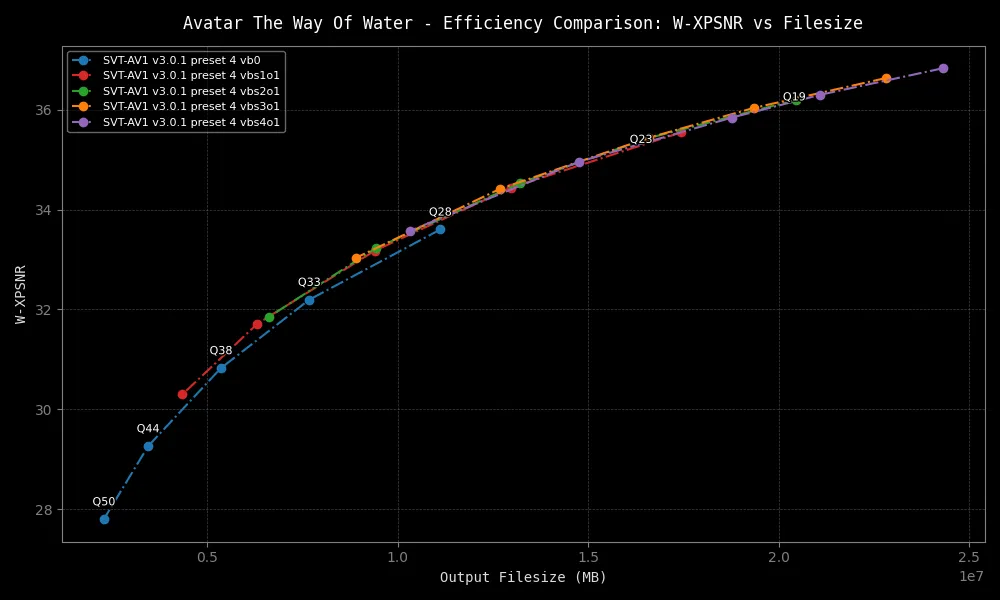 Avatar The Way Of Water - Efficiency Comparison: W-XPSNR vs Filesize
SVT-AV1 v3.0.1 preset 4 vb0
SVT-AV1 v3.0.1 preset 4 vbs1o1
SVT-AV1 v3.0.1 preset 4 vbs2o1
SVT-AV1 v3.0.1 preset 4 vbs3o1
SVT-AV1 v3.0.1 preset 4 vbs4o1
Q19
36
Q23
34
Q28
Q33
32
Q38
30
Q44
Q50
28
W-XPSNR
0.5
1.0
1.5
2.0
2.5
1e7
Output Filesize (MB)